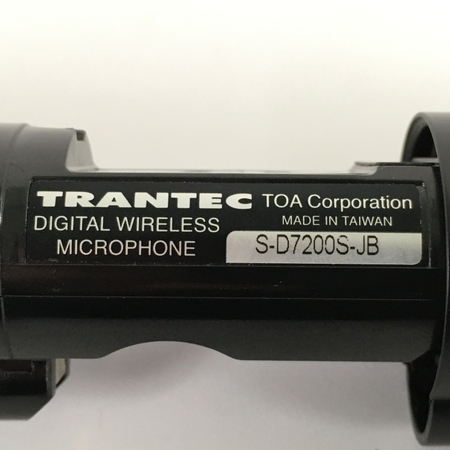 TRANTEC TOA Corporation
MADE IN TAIWAN
DIGITAL WIRELESS
MICROPHONE
S-D7200S-JB